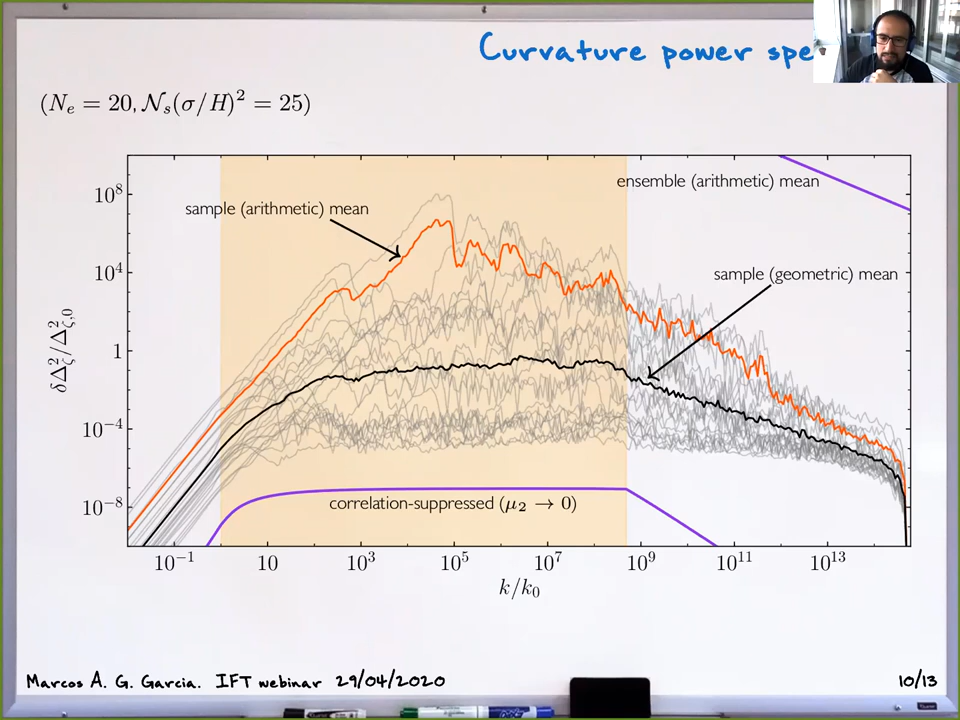 Curvature power spe
(N_e = 20, 𝒩_s(σ/H)^2 = 25)
10^8
10^4
1
10^−4
10^−8
δΔ_ζ^2/Δ_ζ,0^2
ensemble (arithmetic) mean
sample (arithmetic) mean
sample (geometric) mean
correlation-suppressed (μ_2 → 0)
10^−1 10 10^3 10^5 10^7 10^9 10^11 10^13
k/k_0
Marcos A. G. Garcia. IFT webinar 29/04/2020 10/13